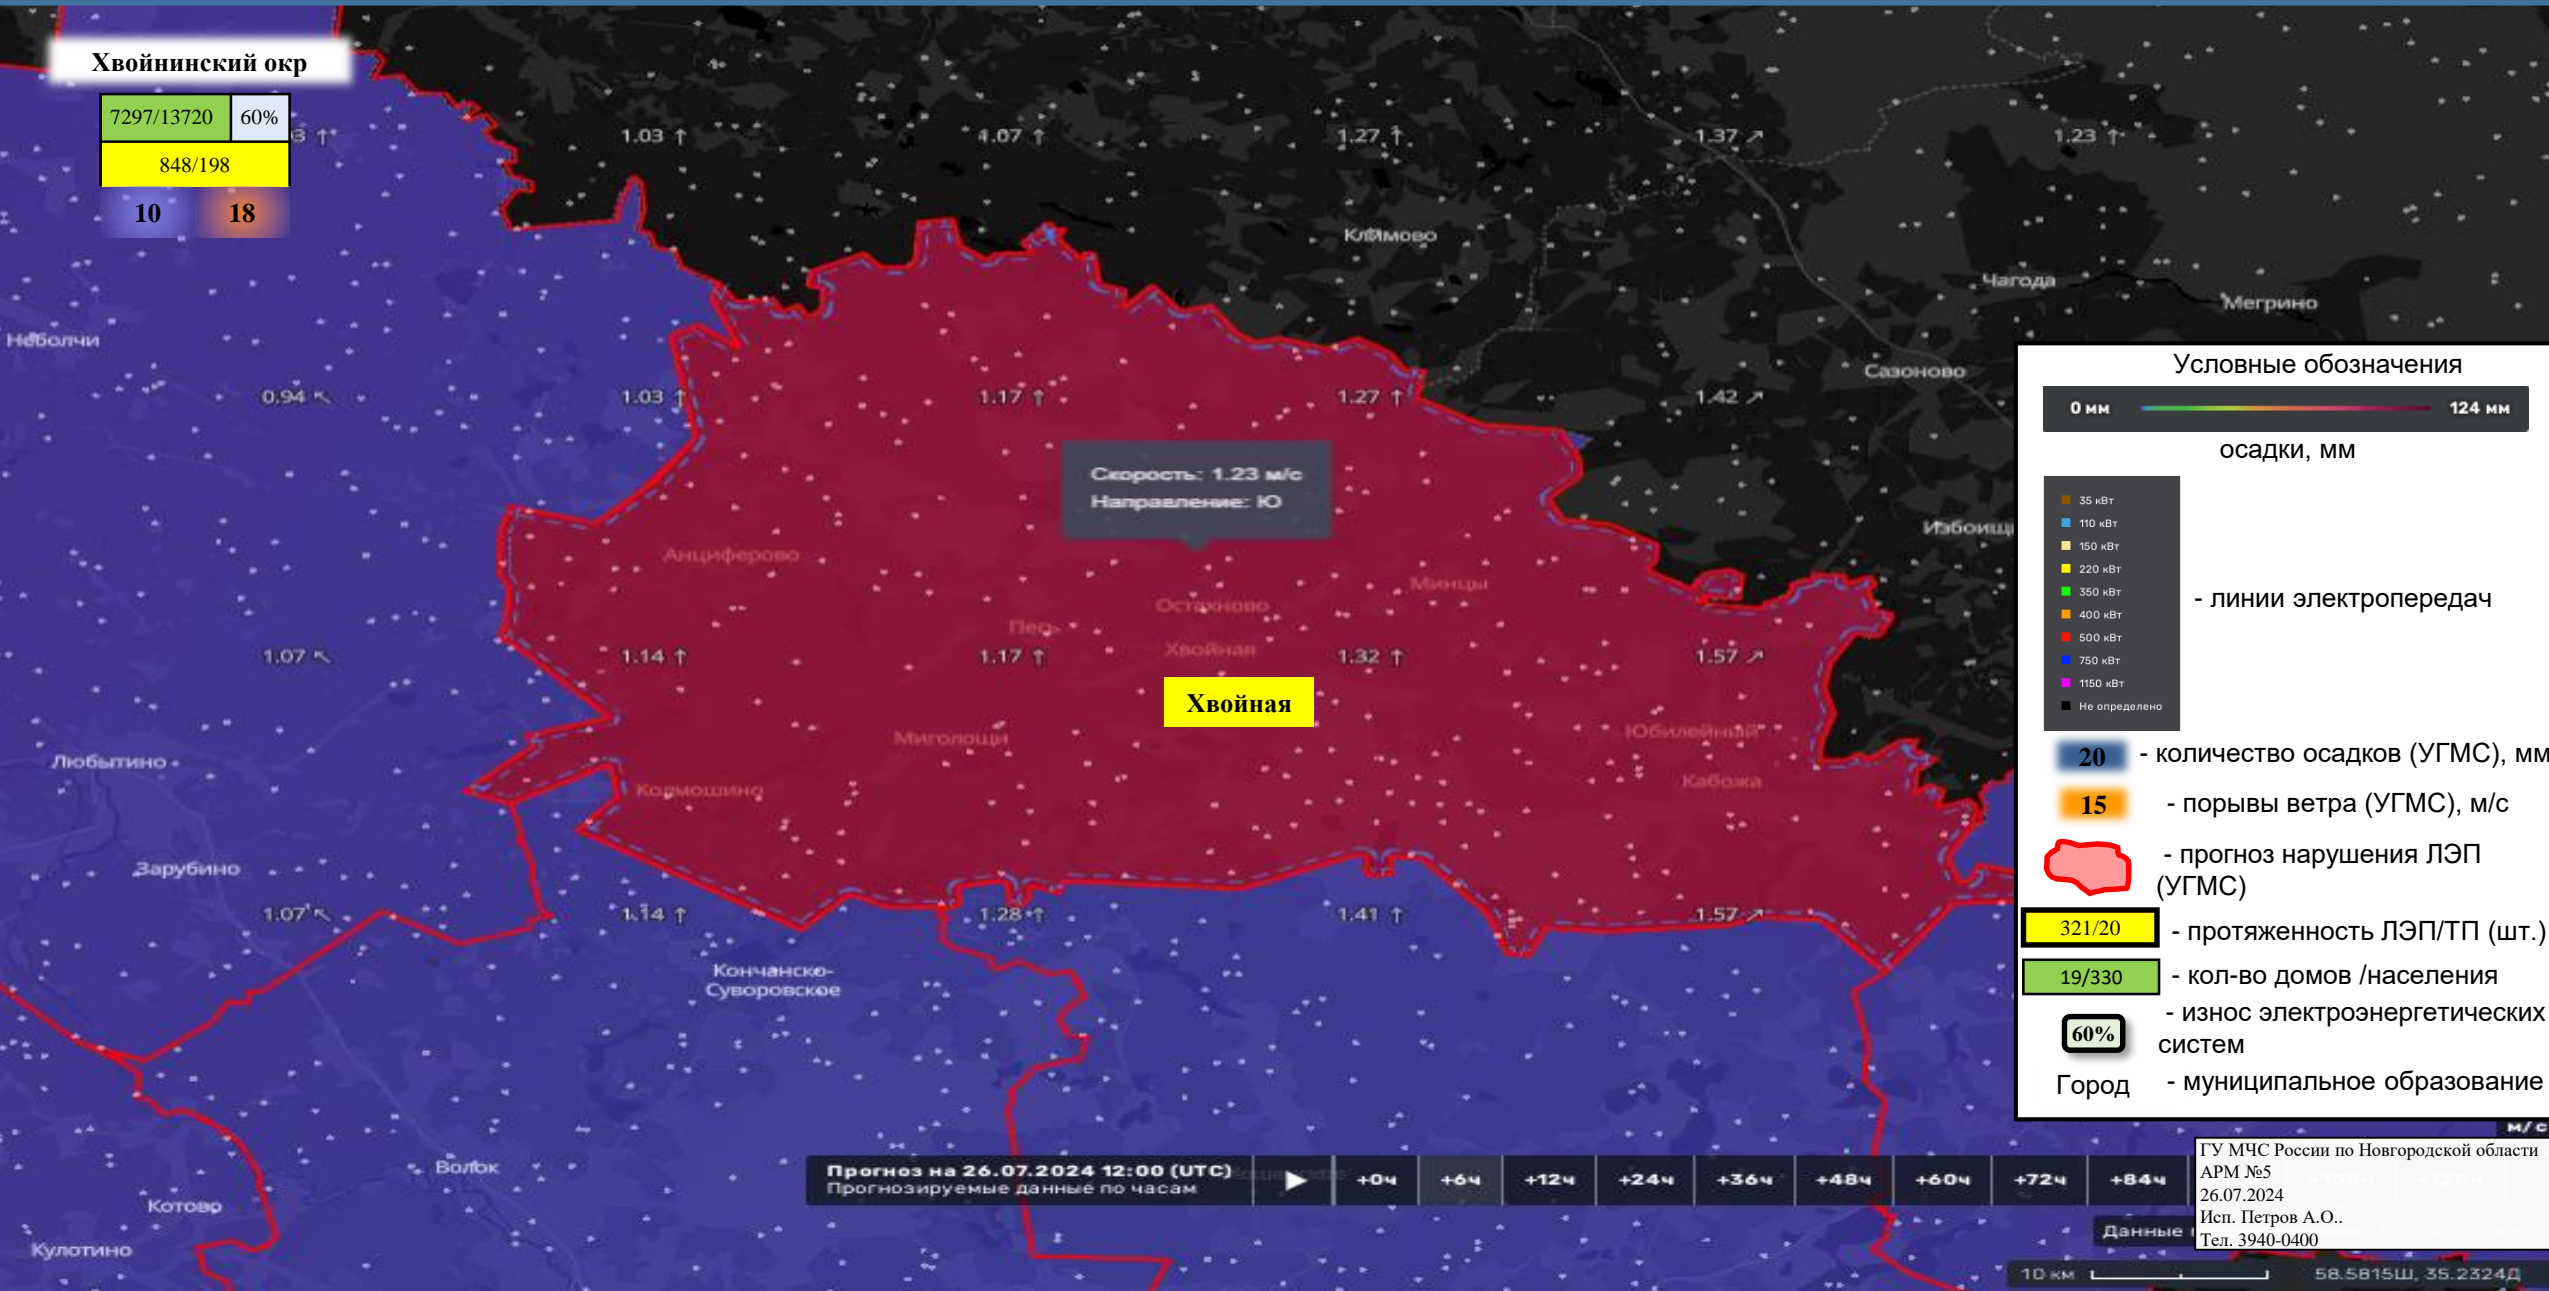 Хвойнинский окр
7297/13720 60%
848/198
10 18
1.03 ↑
1.07 ↑
1.27 ↑
1.37 ↗
1.23 ↑
Климово
Чагода
Мегрино
Неболчи
Сазоново
0.94 ↖
1.03 ↑
1.17 ↑
1.27 ↑
1.42 ↗
Скорость: 1.23 м/с
Направление: Ю
Анциферово
Минцы
Остахново
Песь
Хвойная
1.07 ↖
1.14 ↑
1.17 ↑
1.32 ↑
1.57 ↗
Хвойная
Миголощи
Юбилейный
Любытино
Кабожа
Зарубино
1.07 ↖
1.14 ↑
1.28 ↑
1.41 ↑
1.57 ↗
Кончанско-
Суворовское
Волок
Котово
Кулотино
Условные обозначения
0 мм 124 мм
осадки, мм
35 кВт
110 кВт
150 кВт
220 кВт
350 кВт
400 кВт
500 кВт
750 кВт
1150 кВт
Не определено
- линии электропередач
20 - количество осадков (УГМС), мм
15 - порывы ветра (УГМС), м/с
- прогноз нарушения ЛЭП
(УГМС)
321/20 - протяженность ЛЭП/ТП (шт.)
19/330 - кол-во домов /населения
60% - износ электроэнергетических
систем
Город - муниципальное образование
м/с
Прогноз на 26.07.2024 12:00 (UTC)
Прогнозируемые данные по часам
+0ч +6ч +12ч +24ч +36ч +48ч +60ч +72ч +84ч
ГУ МЧС России по Новгородской области
АРМ №5
26.07.2024
Исп. Петров А.О..
Тел. 3940-0400
Данные
10 км
58.5815Ш, 35.2324Д